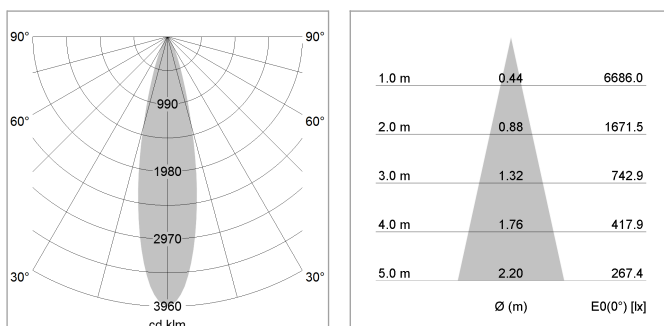 90° 90°
990
60° 60°
1980
2970
30° 30°
3960
cd klm
1.0 m 0.44 6686.0
2.0 m 0.88 1671.5
3.0 m 1.32 742.9
4.0 m 1.76 417.9
5.0 m 2.20 267.4
Ø (m) E0(0°) [lx]